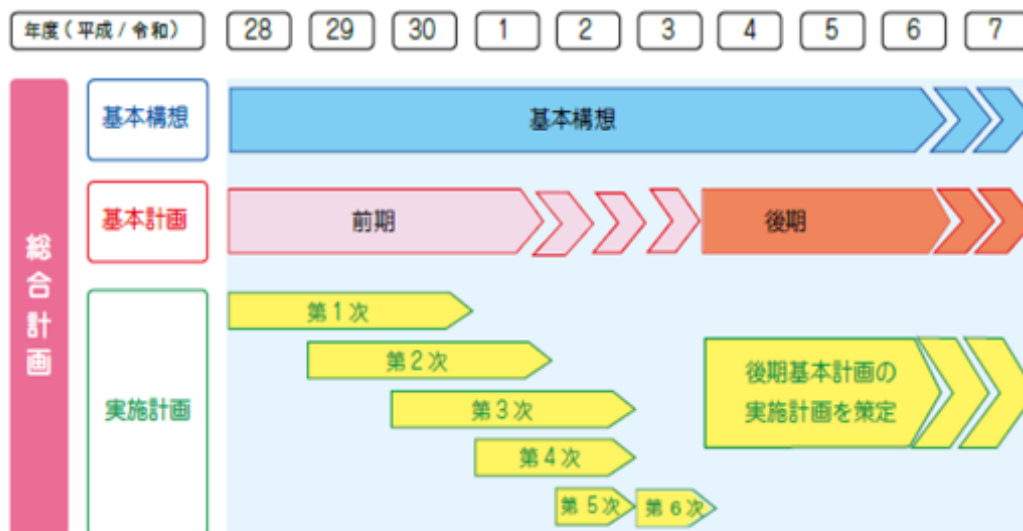 年度(平成/令和) 28 29 30 1 2 3 4 5 6 7
総合計画
基本構想
基本構想
基本計画
前期
後期
実施計画
第1次
第2次
第3次
第4次
第5次
第6次
後期基本計画の
実施計画を策定